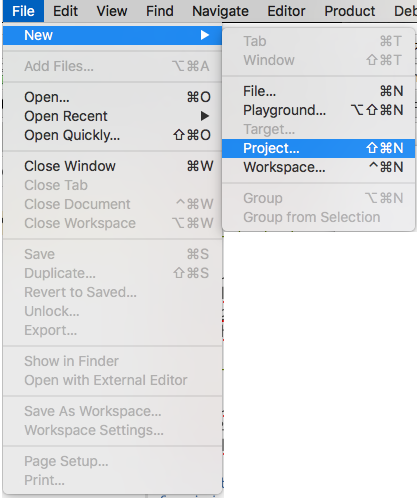 File Edit View Find Navigate Editor Product Deb
New ▶
Add Files... ⌥⌘A
Open... ⌘O
Open Recent ▶
Open Quickly... ⇧⌘O
Close Window ⌘W
Close Tab
Close Document ^⌘W
Close Workspace ⌥⌘W
Save ⌘S
Duplicate... ⇧⌘S
Revert to Saved...
Unlock...
Export...
Show in Finder
Open with External Editor
Save As Workspace...
Workspace Settings...
Page Setup...
Print...
Tab ⌘T
Window ⇧⌘T
File... ⌘N
Playground... ⌥⇧⌘N
Target...
Project... ⇧⌘N
Workspace... ^⌘N
Group ⌥⌘N
Group from Selection